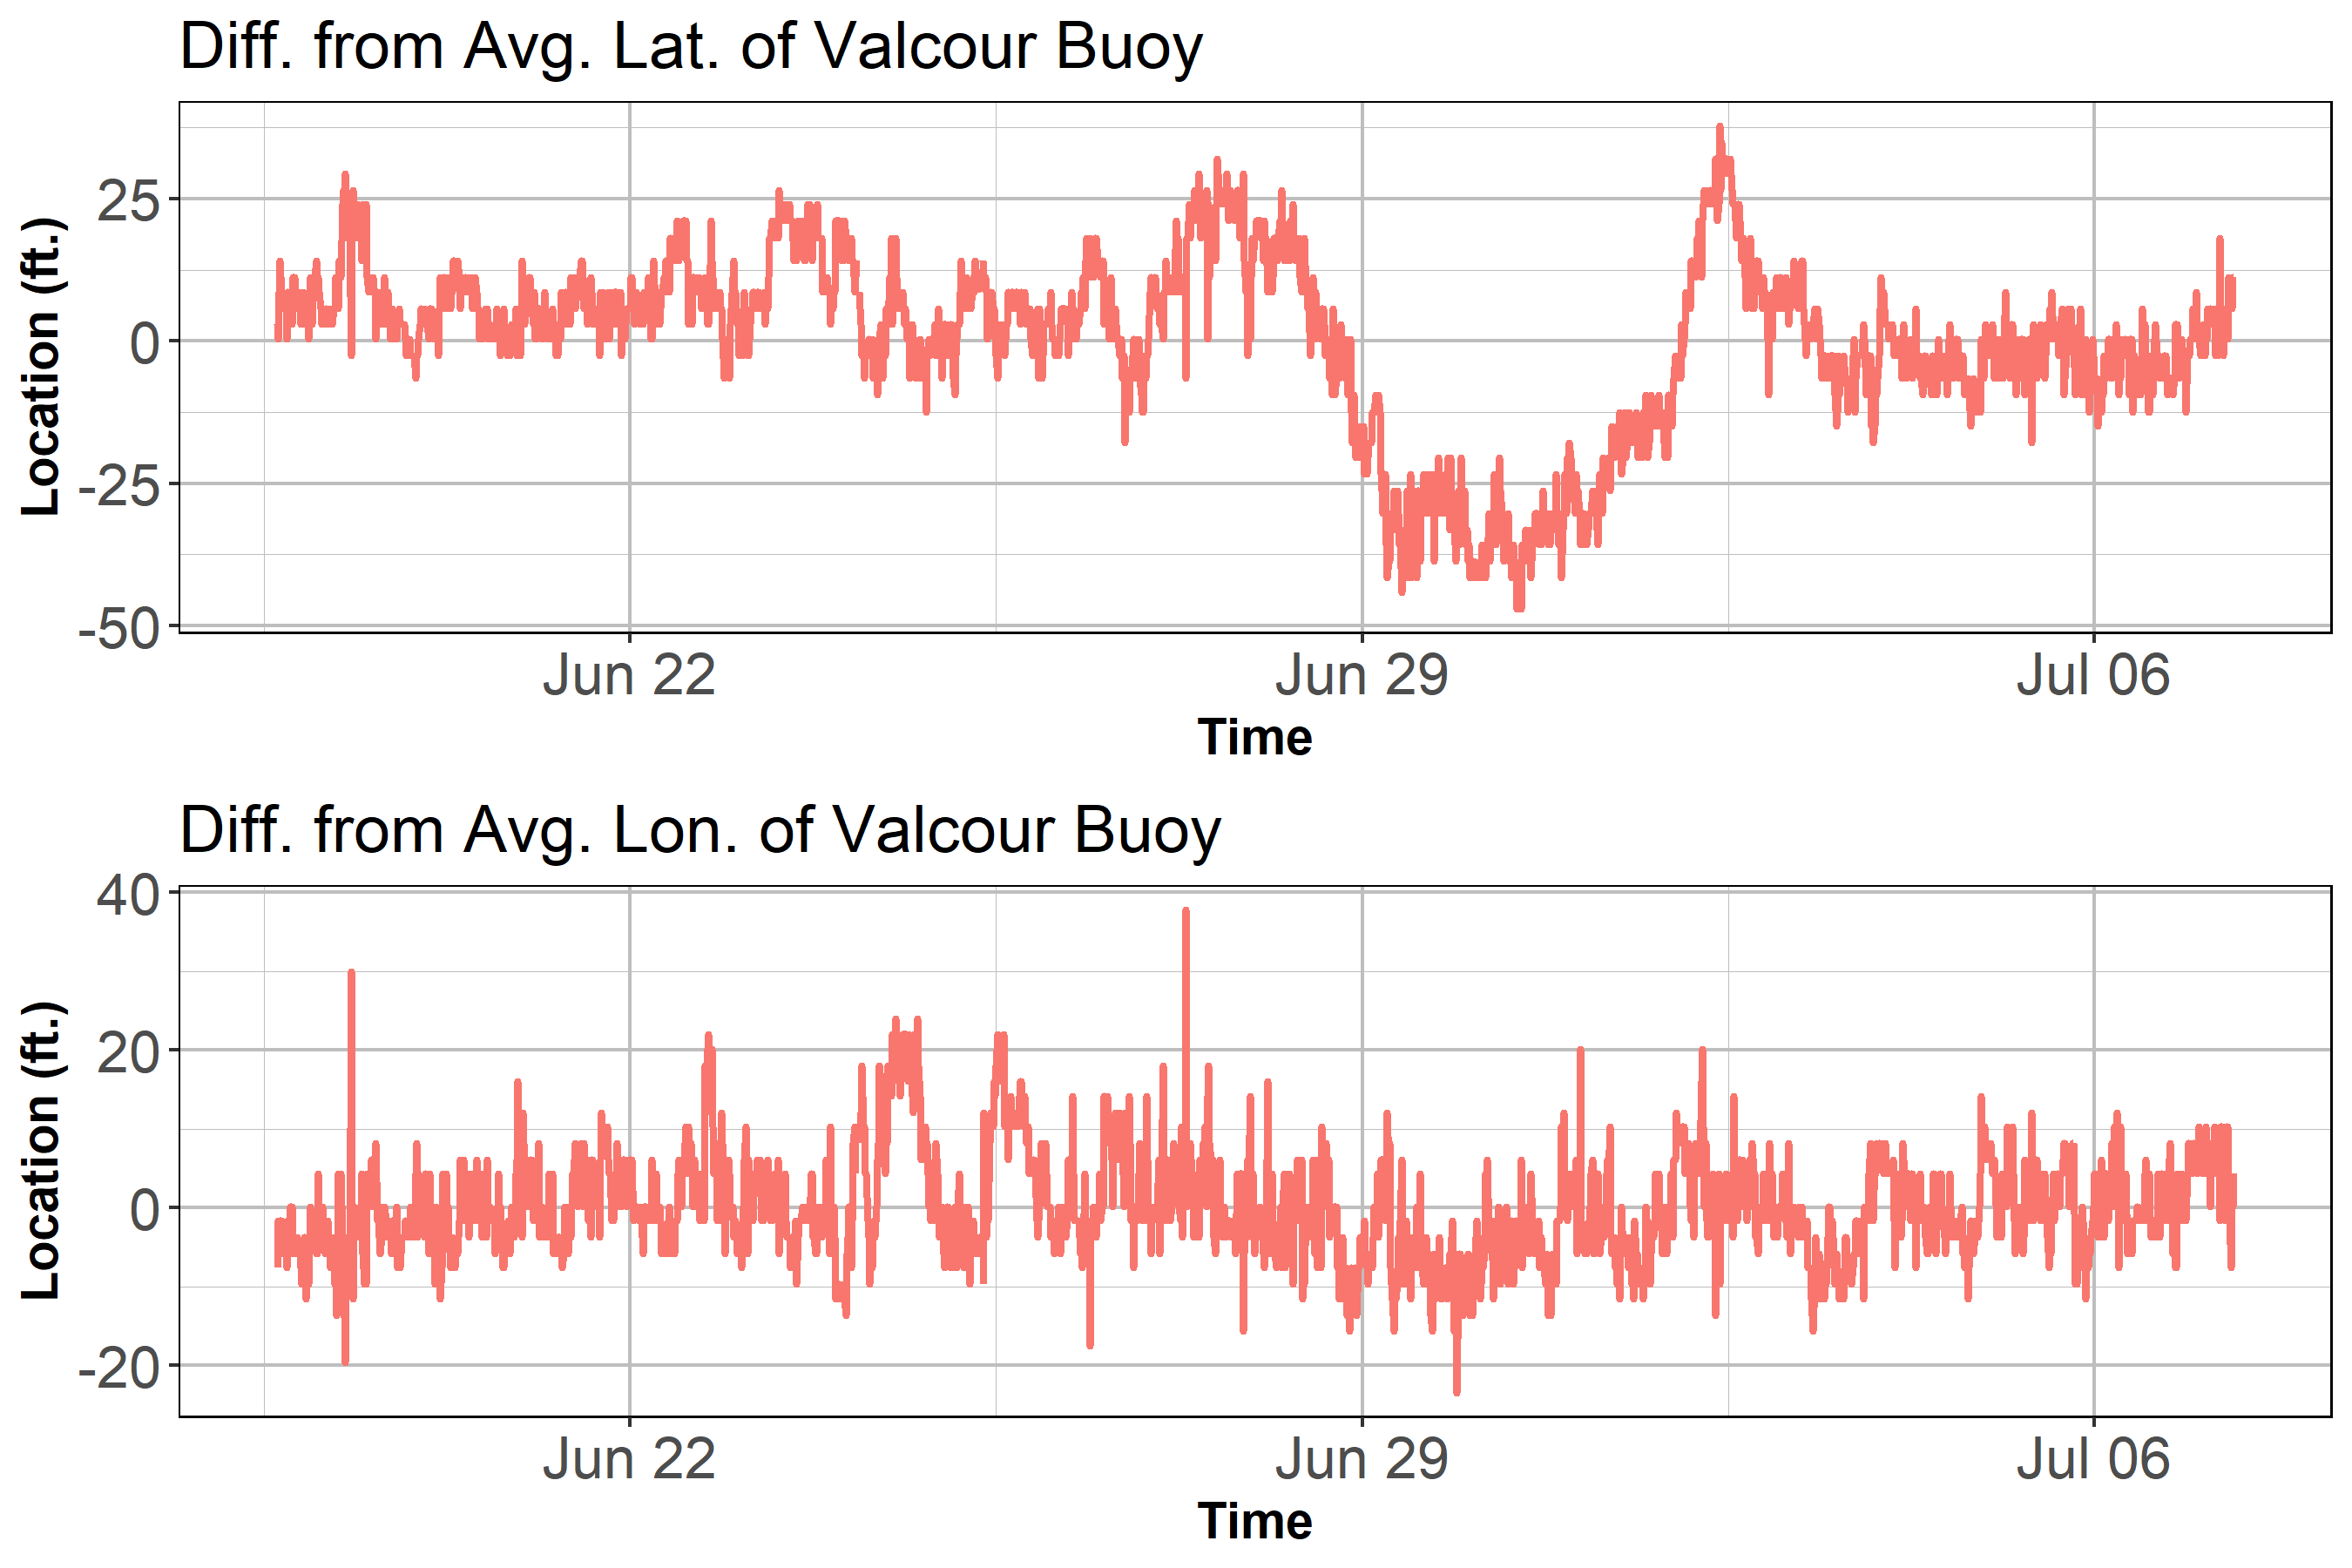 Diff. from Avg. Lat. of Valcour Buoy
Location (ft.)
25
0
-25
-50
Jun 22 Jun 29 Jul 06
Time
Diff. from Avg. Lon. of Valcour Buoy
Location (ft.)
40
20
0
-20
Jun 22 Jun 29 Jul 06
Time